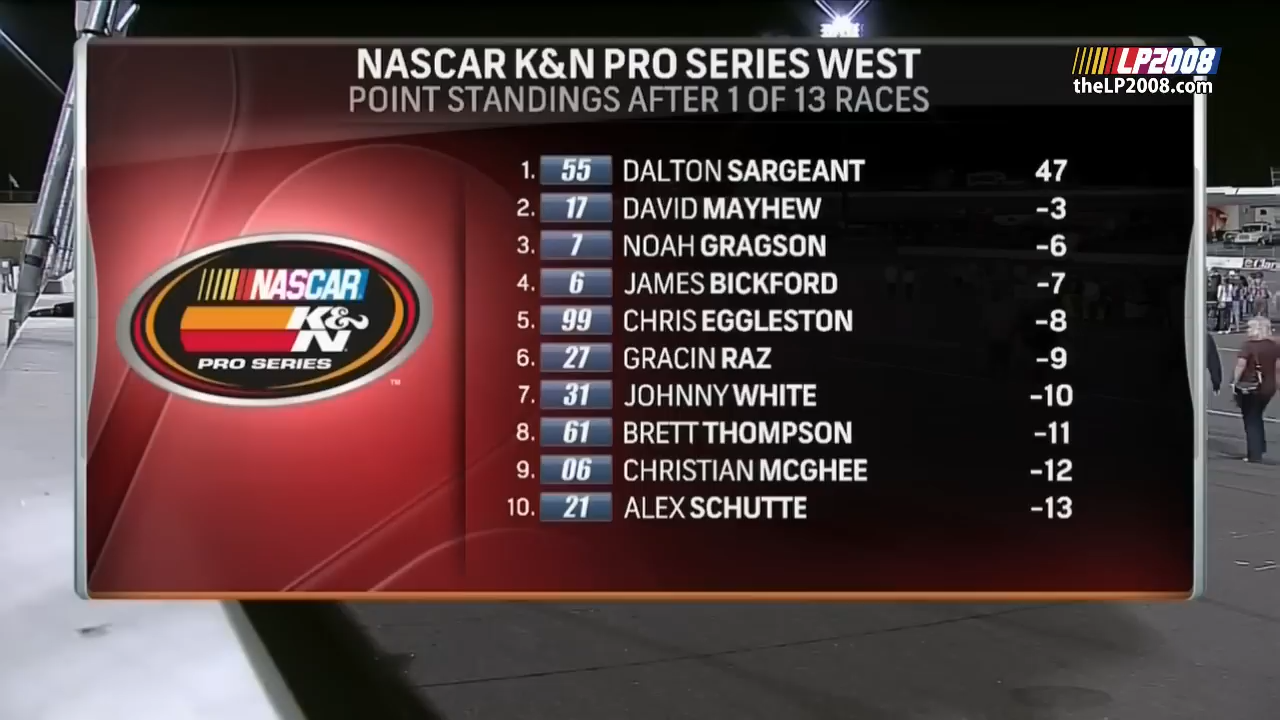 NASCAR K&N PRO SERIES WEST
POINT STANDINGS AFTER 1 OF 13 RACES
LP2008
theLP2008.com
1. 55 DALTON SARGEANT 47
2. 17 DAVID MAYHEW -3
3. 7 NOAH GRAGSON -6
4. 6 JAMES BICKFORD -7
5. 99 CHRIS EGGLESTON -8
6. 27 GRACIN RAZ -9
7. 31 JOHNNY WHITE -10
8. 61 BRETT THOMPSON -11
9. 06 CHRISTIAN MCGHEE -12
10. 21 ALEX SCHUTTE -13
NASCAR
K&N
PRO SERIES
™